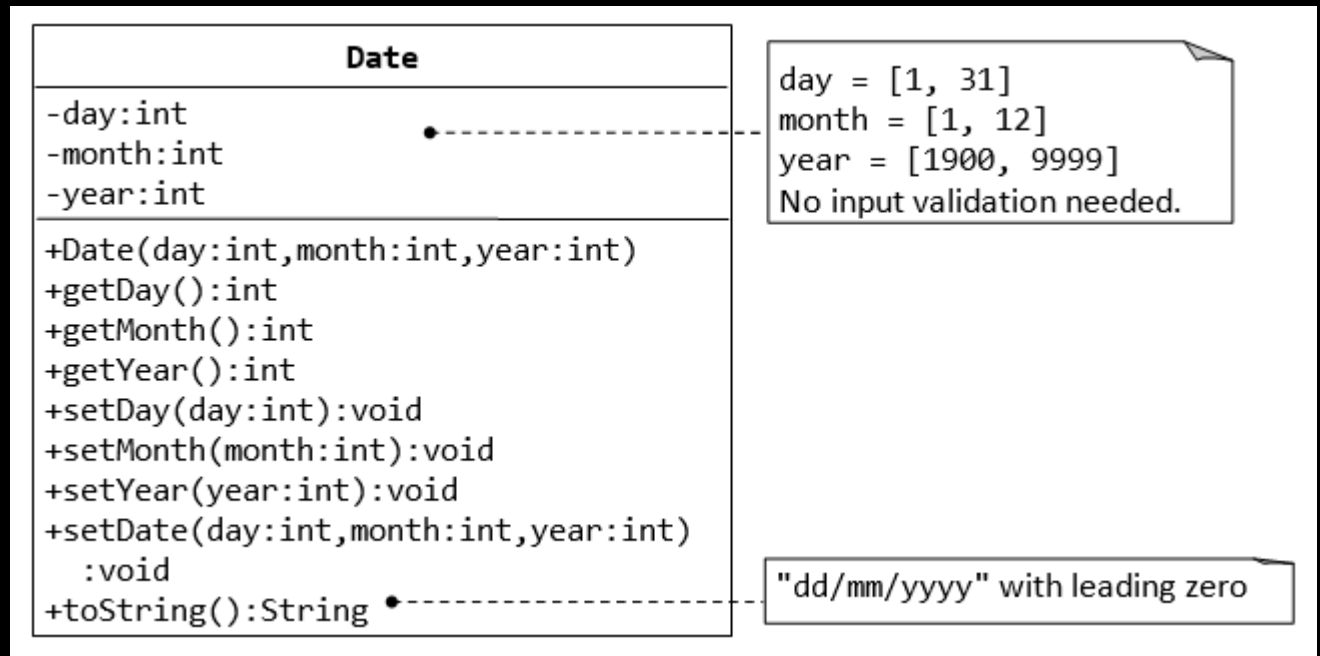 Date
-day:int
-month:int
-year:int
+Date(day:int,month:int,year:int)
+getDay():int
+getMonth():int
+getYear():int
+setDay(day:int):void
+setMonth(month:int):void
+setYear(year:int):void
+setDate(day:int,month:int,year:int)
:void
+toString():String
day = [1, 31]
month = [1, 12]
year = [1900, 9999]
No input validation needed.
"dd/mm/yyyy" with leading zero